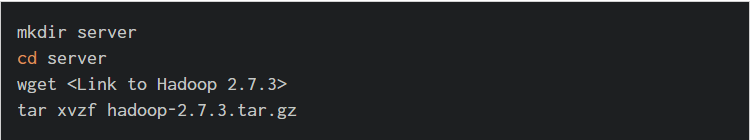 mkdir server
cd server
wget <Link to Hadoop 2.7.3>
tar xvzf hadoop-2.7.3.tar.gz